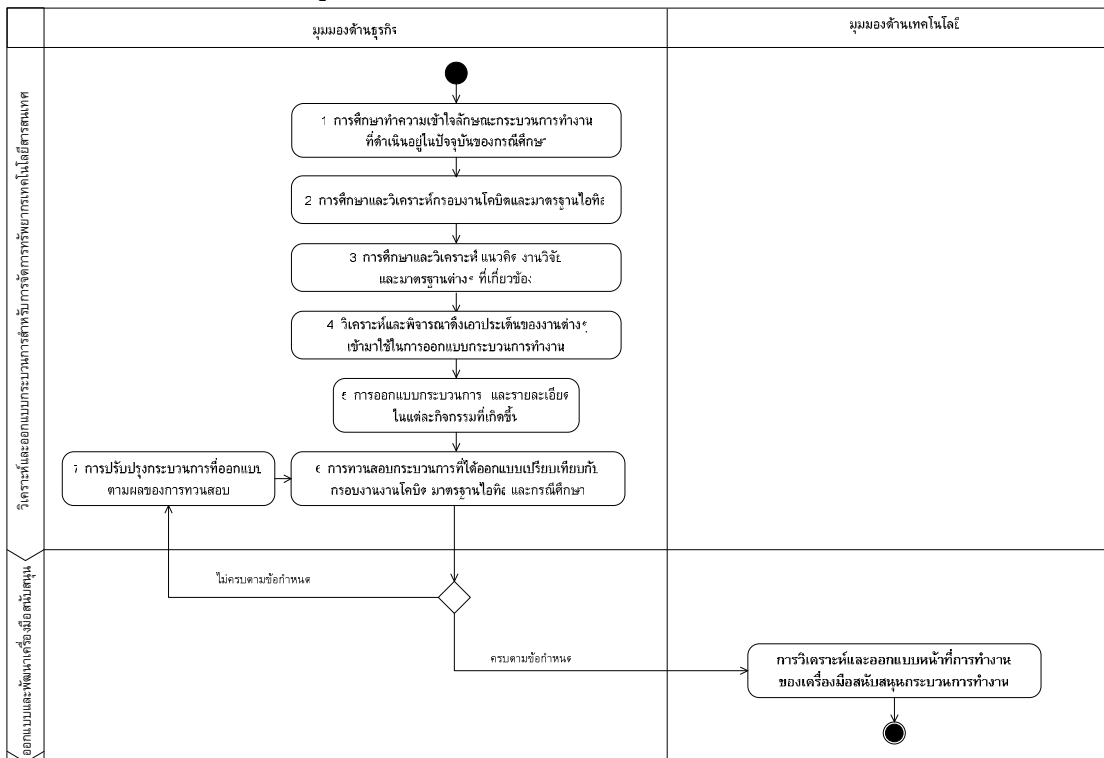 มุมมองด้านธุรกิจ
มุมมองด้านเทคโนโลยี
วิเคราะห์และออกแบบกระบวนการสำหรับการจัดการทรัพยากรเทคโนโลยีสารสนเทศ
1 การศึกษาทำความเข้าใจลักษณะกระบวนการทำงาน
ที่ดำเนินอยู่ในปัจจุบันของกรณีศึกษา
2 การศึกษาและวิเคราะห์กรอบงานโคบิตและมาตรฐานไอทิล
3 การศึกษาและวิเคราะห์ แนวคิด งานวิจัย
และมาตรฐานต่างๆ ที่เกี่ยวข้อง
4 วิเคราะห์และพิจารณาดึงเอาประเด็นของงานต่างๆ
เข้ามาใช้ในการออกแบบกระบวนการทำงาน
5 การออกแบบกระบวนการ และรายละเอียด
ในแต่ละกิจกรรมที่เกิดขึ้น
7 การปรับปรุงกระบวนการที่ออกแบบ
ตามผลของการทวนสอบ
6 การทวนสอบกระบวนการที่ได้ออกแบบเปรียบเทียบกับ
กรอบงานงานโคบิต มาตรฐานไอทิล และกรณีศึกษา
ออกแบบและพัฒนาเครื่องมือสนับสนุน
ไม่ครบตามข้อกำหนด
ครบตามข้อกำหนด
การวิเคราะห์และออกแบบหน้าที่การทำงาน
ของเครื่องมือสนับสนุนกระบวนการทำงาน